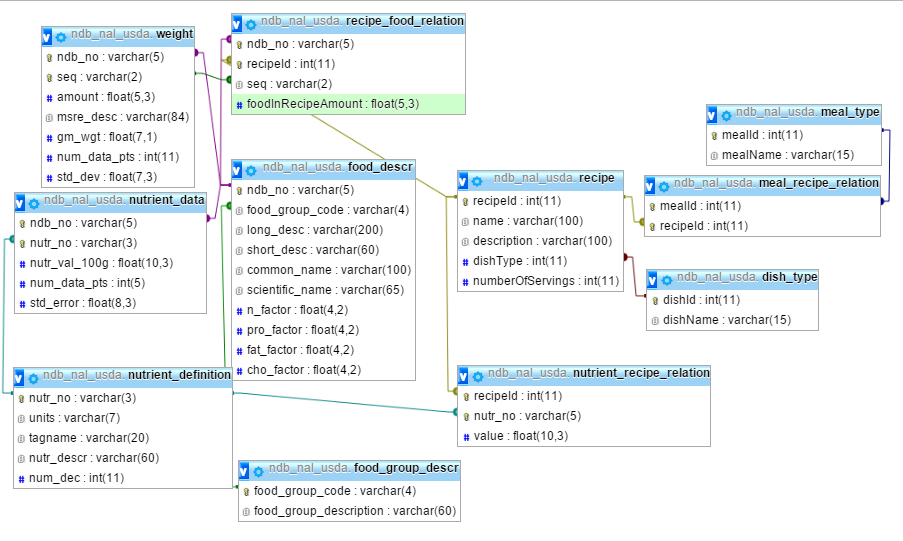 ndb_nal_usda. weight
ndb_no : varchar(5)
seq : varchar(2)
amount : float(5,3)
msre_desc : varchar(84)
gm_wgt : float(7,1)
num_data_pts : int(11)
std_dev : float(7,3)
ndb_nal_usda. recipe_food_relation
ndb_no : varchar(5)
recipeId : int(11)
seq : varchar(2)
foodInRecipeAmount : float(5,3)
ndb_nal_usda. meal_type
mealId : int(11)
mealName : varchar(15)
ndb_nal_usda. food_descr
ndb_no : varchar(5)
food_group_code : varchar(4)
long_desc : varchar(200)
short_desc : varchar(60)
common_name : varchar(100)
scientific_name : varchar(65)
n_factor : float(4,2)
pro_factor : float(4,2)
fat_factor : float(4,2)
cho_factor : float(4,2)
ndb_nal_usda. recipe
recipeId : int(11)
name : varchar(100)
description : varchar(100)
dishType : int(11)
numberOfServings : int(11)
ndb_nal_usda. meal_recipe_relation
mealId : int(11)
recipeId : int(11)
ndb_nal_usda. nutrient_data
ndb_no : varchar(5)
nutr_no : varchar(3)
nutr_val_100g : float(10,3)
num_data_pts : int(5)
std_error : float(8,3)
ndb_nal_usda. dish_type
dishId : int(11)
dishName : varchar(15)
ndb_nal_usda. nutrient_definition
nutr_no : varchar(3)
units : varchar(7)
tagname : varchar(20)
nutr_descr : varchar(60)
num_dec : int(11)
ndb_nal_usda. nutrient_recipe_relation
recipeId : int(11)
nutr_no : varchar(5)
value : float(10,3)
ndb_nal_usda. food_group_descr
food_group_code : varchar(4)
food_group_description : varchar(60)